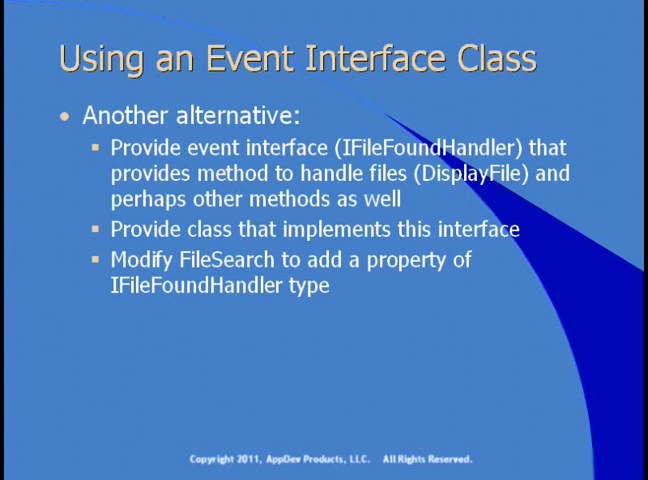 Using an Event Interface Class
• Another alternative:
▪ Provide event interface (IFileFoundHandler) that
provides method to handle files (DisplayFile) and
perhaps other methods as well
▪ Provide class that implements this interface
▪ Modify FileSearch to add a property of
IFileFoundHandler type
Copyright 2011, AppDev Products, LLC. All Rights Reserved.